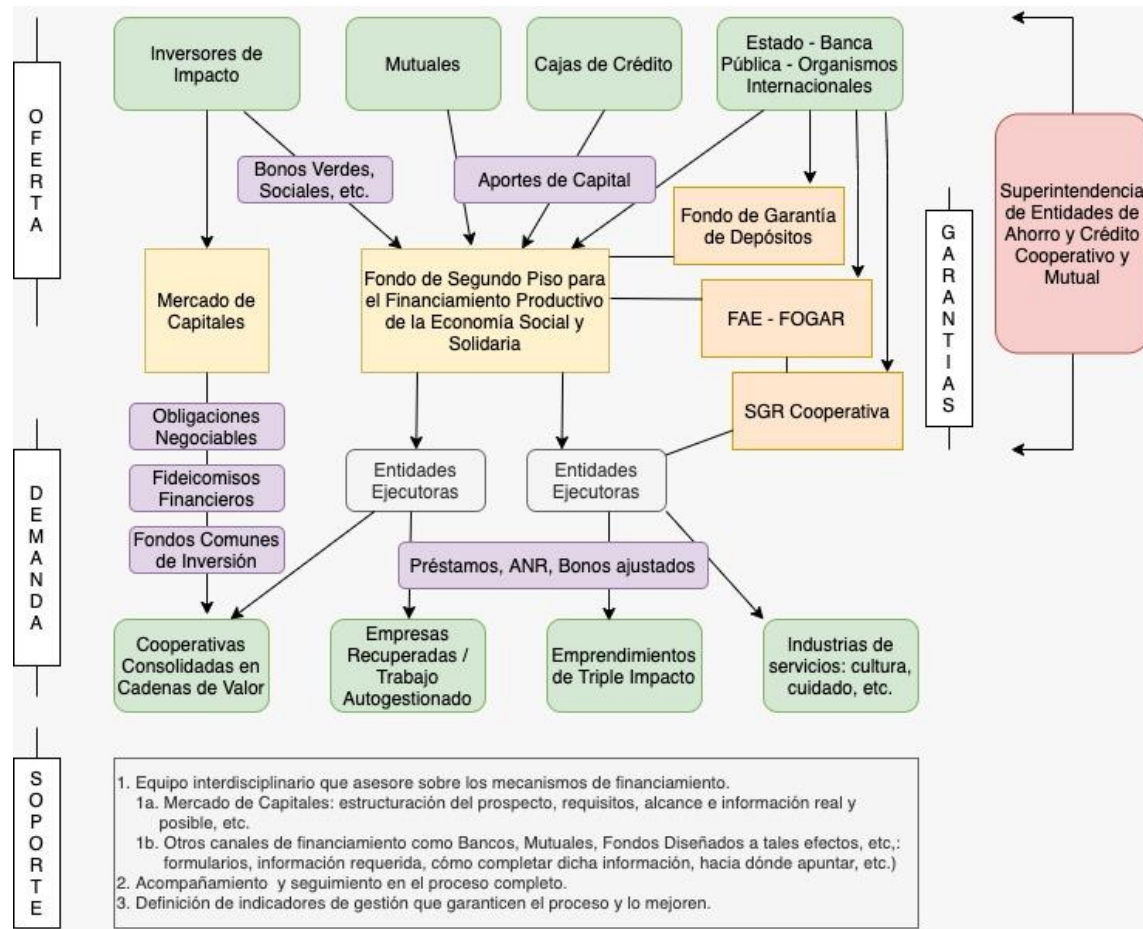 Inversores de
Impacto
Mutuales
Cajas de Crédito
Estado - Banca
Pública - Organismos
Internacionales
OFERTA
Bonos Verdes,
Sociales, etc.
Aportes de Capital
Fondo de Garantía
de Depósitos
Superintendencia
de Entidades de
Ahorro y Crédito
Cooperativo y
Mutual
GARANTIAS
Mercado de
Capitales
Fondo de Segundo Piso para
el Financiamiento Productivo
de la Economía Social y
Solidaria
FAE - FOGAR
SGR Cooperativa
DEMANDA
Obligaciones
Negociables
Fideicomisos
Financieros
Fondos Comunes
de Inversión
Entidades
Ejecutoras
Entidades
Ejecutoras
Préstamos, ANR, Bonos ajustados
Cooperativas
Consolidadas en
Cadenas de Valor
Empresas
Recuperadas /
Trabajo
Autogestionado
Emprendimientos
de Triple Impacto
Industrias de
servicios: cultura,
cuidado, etc.
SOPORTE
1. Equipo interdisciplinario que asesore sobre los mecanismos de financiamiento.
1a. Mercado de Capitales: estructuración del prospecto, requisitos, alcance e información real y
posible, etc.
1b. Otros canales de financiamiento como Bancos, Mutuales, Fondos Diseñados a tales efectos, etc,:
formularios, información requerida, cómo completar dicha información, hacia dónde apuntar, etc.)
2. Acompañamiento y seguimiento en el proceso completo.
3. Definición de indicadores de gestión que garanticen el proceso y lo mejoren.